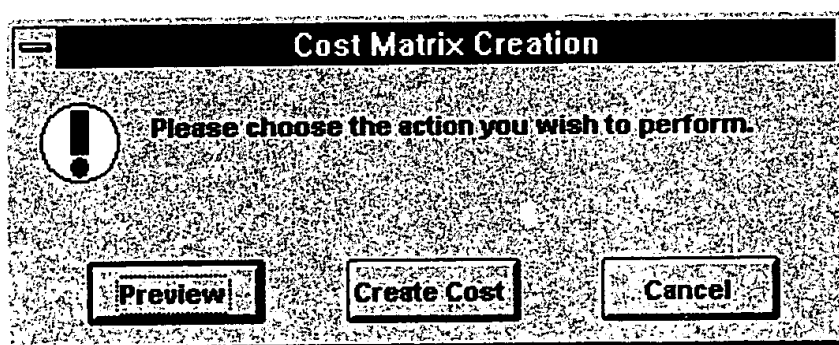 Cost Matrix Creation
Please choose the action you wish to perform.
Preview Create Cost Cancel